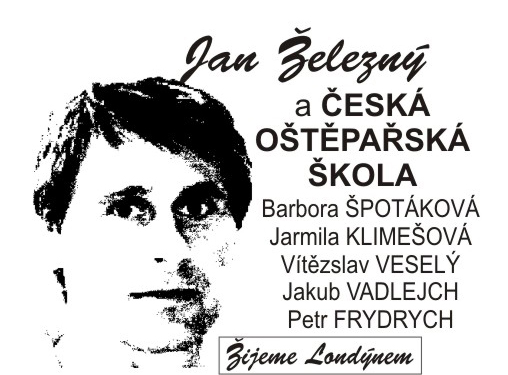 Jan Železný
a ČESKÁ
OŠTĚPAŘSKÁ
ŠKOLA
Barbora ŠPOTÁKOVÁ
Jarmila KLIMEŠOVÁ
Vítězslav VESELÝ
Jakub VADLEJCH
Petr FRYDRYCH
Žijeme Londýnem